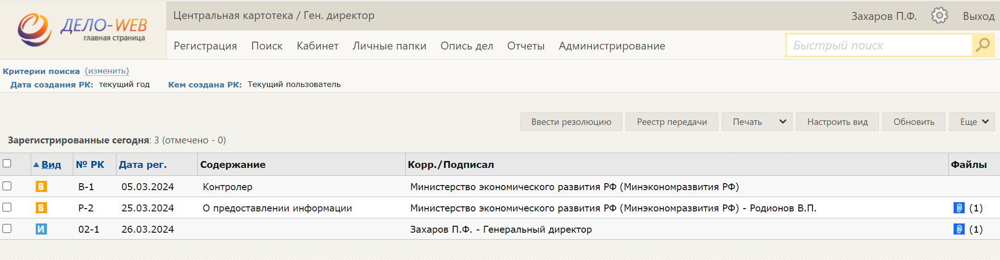 ДЕЛО-WEB
главная страница
Центральная картотека / Ген. директор
Захаров П.Ф.
Выход
Регистрация Поиск Кабинет Личные папки Опись дел Отчеты Администрирование
Быстрый поиск
Критерии поиска (изменить)
Дата создания РК: текущий год Кем создана РК: Текущий пользователь
Ввести резолюцию Реестр передачи Печать Настроить вид Обновить Еще
Зарегистрированные сегодня: 3 (отмечено - 0)
Вид № РК Дата рег. Содержание Корр./Подписал Файлы
В В-1 05.03.2024 Контролер Министерство экономического развития РФ (Минэкономразвития РФ)
В Р-2 25.03.2024 О предоставлении информации Министерство экономического развития РФ (Минэкономразвития РФ) - Родионов В.П. (1)
И 02-1 26.03.2024 Захаров П.Ф. - Генеральный директор (1)